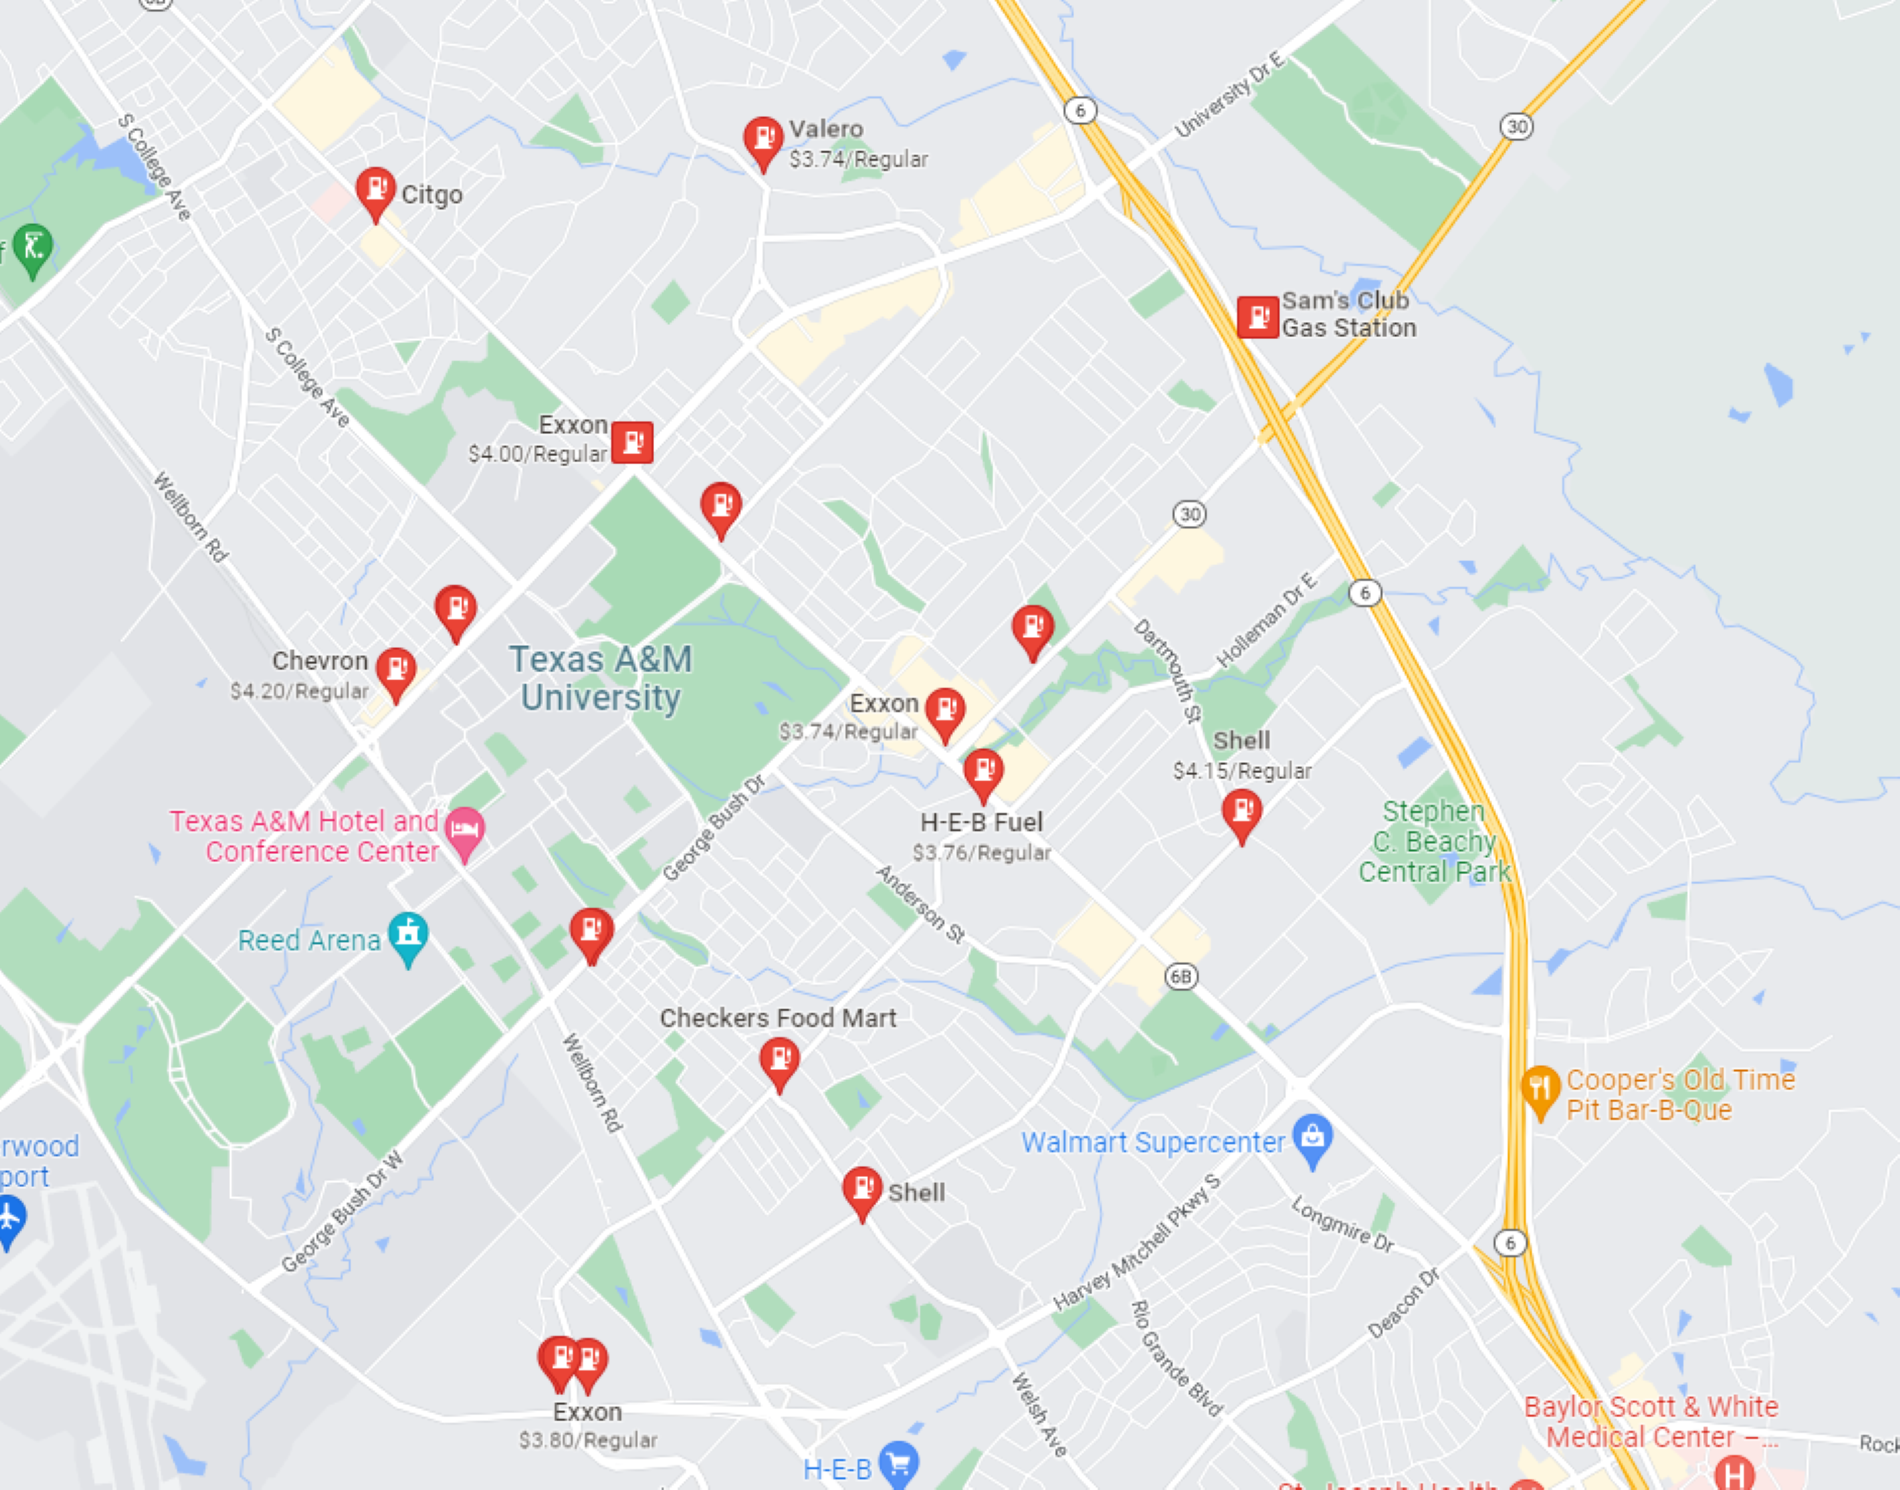 6
University Dr E
30
S College Ave
Valero
$3.74/Regular
Citgo
f
Sam's Club
Gas Station
S College Ave
Exxon
$4.00/Regular
Wellborn Rd
30
6
Holleman Dr E
Dartmouth St
Texas A&M
University
Chevron
$4.20/Regular
Exxon
$3.74/Regular
Shell
$4.15/Regular
H-E-B Fuel
$3.76/Regular
Stephen
C. Beachy
Central Park
Texas A&M Hotel and
Conference Center
George Bush Dr
Anderson St
Reed Arena
6B
Checkers Food Mart
Wellborn Rd
Cooper's Old Time
Pit Bar-B-Que
Walmart Supercenter
rwood
port
George Bush Dr W
Shell
Harvey Mitchell Pkwy S
Longmire Dr
6
Deacon Dr
Rio Grande Blvd
Welsh Ave
Exxon
$3.80/Regular
H-E-B
Baylor Scott & White
Medical Center –...
Rock
H
St. Joseph Health